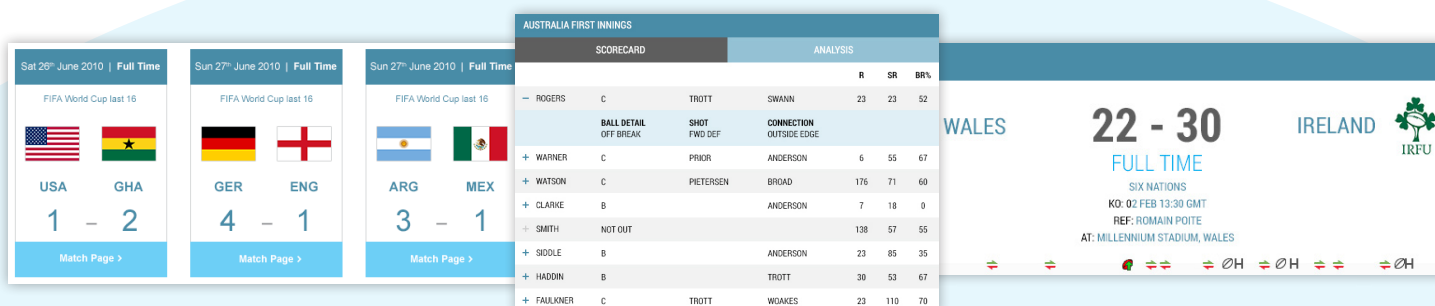 Sat 26th June 2010 | Full Time
FIFA World Cup last 16
USA GHA
1 - 2
Match Page >
Sun 27th June 2010 | Full Time
FIFA World Cup last 16
GER ENG
4 - 1
Match Page >
Sun 27th June 2010 | Full Time
FIFA World Cup last 16
ARG MEX
3 - 1
Match Page >
AUSTRALIA FIRST INNINGS
SCORECARD ANALYSIS
R SR BR%
− ROGERS C TROTT SWANN 23 23 52
BALL DETAIL SHOT CONNECTION
OFF BREAK FWD DEF OUTSIDE EDGE
+ WARNER C PRIOR ANDERSON 6 55 67
+ WATSON C PIETERSEN BROAD 176 71 60
+ CLARKE B ANDERSON 7 18 0
+ SMITH NOT OUT 138 57 55
+ SIDDLE B ANDERSON 23 85 35
+ HADDIN B TROTT 30 53 67
+ FAULKNER C TROTT WOAKES 23 110 70
WALES 22 - 30 IRELAND
IRFU
FULL TIME
SIX NATIONS
KO: 02 FEB 13:30 GMT
REF: ROMAIN POITE
AT: MILLENNIUM STADIUM, WALES
H H H